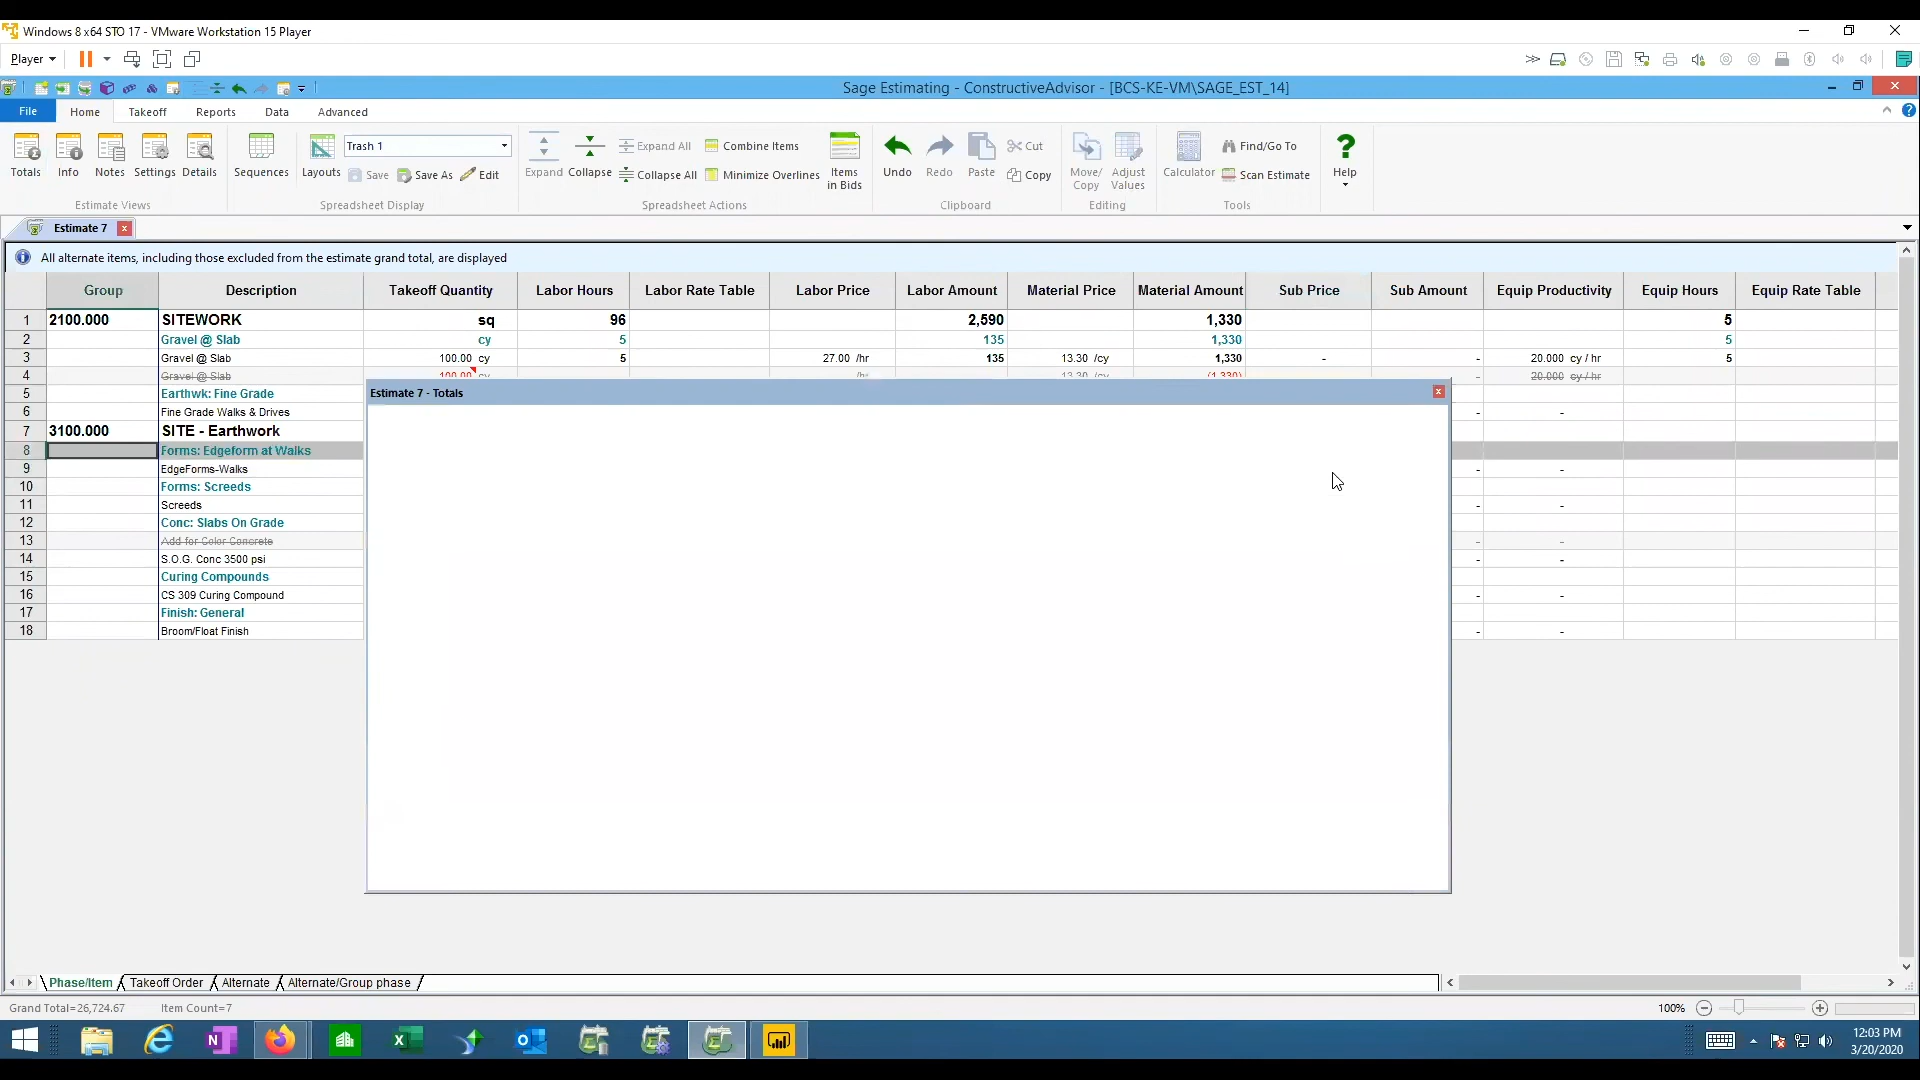 Windows 8 x64 STO 17 - VMware Workstation 15 Player
Player
Sage Estimating - ConstructiveAdvisor - [BCS-KE-VM\SAGE_EST_14]
File Home Takeoff Reports Data Advanced
Trash 1 Expand All Combine Items Cut Find/Go To
Totals Info Notes Settings Details Sequences Layouts Save Save As Edit Expand Collapse Collapse All Minimize Overlines Items in Bids Undo Redo Paste Copy Move/ Copy Adjust Values Calculator Scan Estimate Help
Estimate Views Spreadsheet Display Spreadsheet Actions Clipboard Editing Tools
Estimate 7
All alternate items, including those excluded from the estimate grand total, are displayed
Group Description Takeoff Quantity Labor Hours Labor Rate Table Labor Price Labor Amount Material Price Material Amount Sub Price Sub Amount Equip Productivity Equip Hours Equip Rate Table
1 2100.000 SITEWORK sq 96 2,590 1,330 5
2 Gravel @ Slab cy 5 135 1,330 5
3 Gravel @ Slab 100.00 cy 5 27.00 /hr 135 13.30 /cy 1,330 - - 20.000 cy / hr 5
4 Gravel @ Slab 100.00 cy /hr 13.30 /cy (1,330) - 20.000 cy / hr
Estimate 7 - Totals
5 Earthwk: Fine Grade
6 Fine Grade Walks & Drives - -
7 3100.000 SITE - Earthwork
8 Forms: Edgeform at Walks
9 EdgeForms-Walks - -
10 Forms: Screeds
11 Screeds - -
12 Conc: Slabs On Grade
13 Add for Color Concrete - -
14 S.O.G. Conc 3500 psi - -
15 Curing Compounds
16 CS 309 Curing Compound - -
17 Finish: General
18 Broom/Float Finish - -
Phase/Item Takeoff Order Alternate Alternate/Group phase
Grand Total=26,724.67 Item Count=7 100%
12:03 PM
3/20/2020